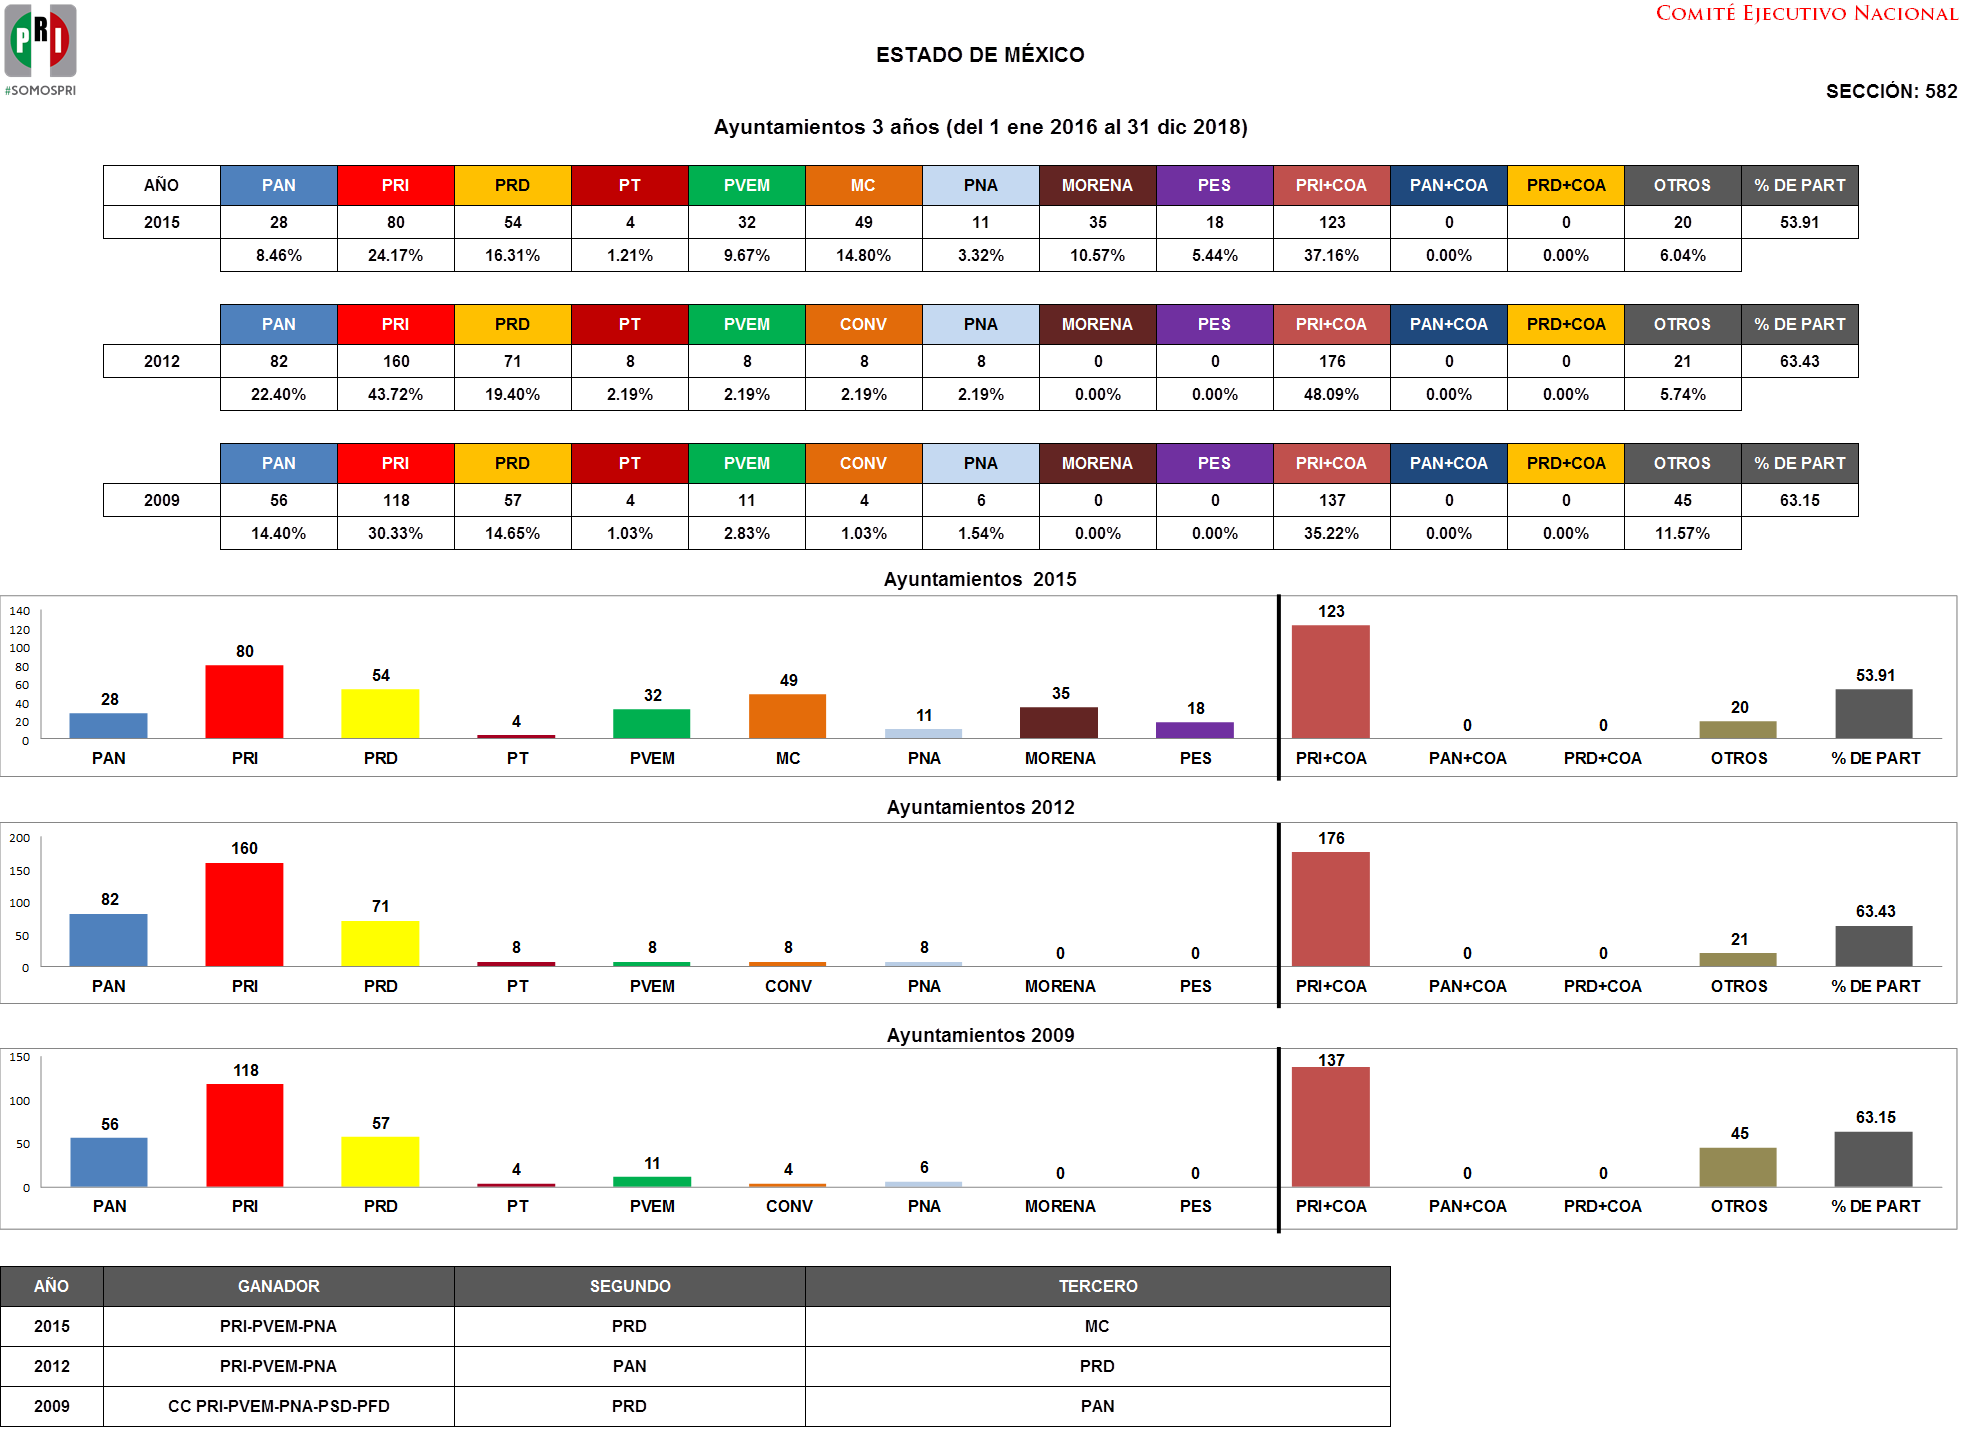 PRI
#SOMOSPRI
COMITÉ EJECUTIVO NACIONAL
ESTADO DE MÉXICO
SECCIÓN: 582
Ayuntamientos 3 años (del 1 ene 2016 al 31 dic 2018)
AÑO PAN PRI PRD PT PVEM MC PNA MORENA PES PRI+COA PAN+COA PRD+COA OTROS % DE PART
2015 28 80 54 4 32 49 11 35 18 123 0 0 20 53.91
8.46% 24.17% 16.31% 1.21% 9.67% 14.80% 3.32% 10.57% 5.44% 37.16% 0.00% 0.00% 6.04%
PAN PRI PRD PT PVEM CONV PNA MORENA PES PRI+COA PAN+COA PRD+COA OTROS % DE PART
2012 82 160 71 8 8 8 8 0 0 176 0 0 21 63.43
22.40% 43.72% 19.40% 2.19% 2.19% 2.19% 2.19% 0.00% 0.00% 48.09% 0.00% 0.00% 5.74%
PAN PRI PRD PT PVEM CONV PNA MORENA PES PRI+COA PAN+COA PRD+COA OTROS % DE PART
2009 56 118 57 4 11 4 6 0 0 137 0 0 45 63.15
14.40% 30.33% 14.65% 1.03% 2.83% 1.03% 1.54% 0.00% 0.00% 35.22% 0.00% 0.00% 11.57%
Ayuntamientos 2015
140
120
100
80
60
40
20
0
28 80 54 4 32 49 11 35 18 123 0 0 20 53.91
PAN PRI PRD PT PVEM MC PNA MORENA PES PRI+COA PAN+COA PRD+COA OTROS % DE PART
Ayuntamientos 2012
200
150
100
50
0
82 160 71 8 8 8 8 0 0 176 0 0 21 63.43
PAN PRI PRD PT PVEM CONV PNA MORENA PES PRI+COA PAN+COA PRD+COA OTROS % DE PART
Ayuntamientos 2009
150
100
50
0
56 118 57 4 11 4 6 0 0 137 0 0 45 63.15
PAN PRI PRD PT PVEM CONV PNA MORENA PES PRI+COA PAN+COA PRD+COA OTROS % DE PART
AÑO GANADOR SEGUNDO TERCERO
2015 PRI-PVEM-PNA PRD MC
2012 PRI-PVEM-PNA PAN PRD
2009 CC PRI-PVEM-PNA-PSD-PFD PRD PAN